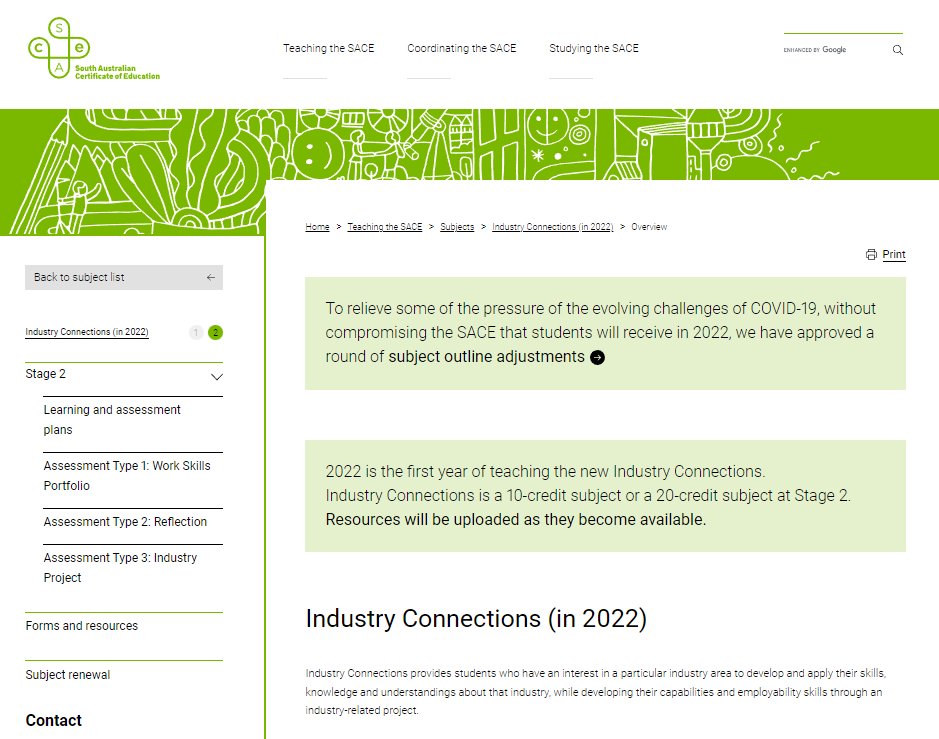 S
C e
A
South Australian
Certificate of Education
Teaching the SACE
Coordinating the SACE
Studying the SACE
ENHANCED BY Google
Home > Teaching the SACE > Subjects > Industry Connections (in 2022) > Overview
Print
Back to subject list ←
Industry Connections (in 2022) 1 2
Stage 2
Learning and assessment
plans
Assessment Type 1: Work Skills
Portfolio
Assessment Type 2: Reflection
Assessment Type 3: Industry
Project
Forms and resources
Subject renewal
Contact
To relieve some of the pressure of the evolving challenges of COVID-19, without
compromising the SACE that students will receive in 2022, we have approved a
round of subject outline adjustments
2022 is the first year of teaching the new Industry Connections.
Industry Connections is a 10-credit subject or a 20-credit subject at Stage 2.
Resources will be uploaded as they become available.
Industry Connections (in 2022)
Industry Connections provides students who have an interest in a particular industry area to develop and apply their skills,
knowledge and understandings about that industry, while developing their capabilities and employability skills through an
industry-related project.